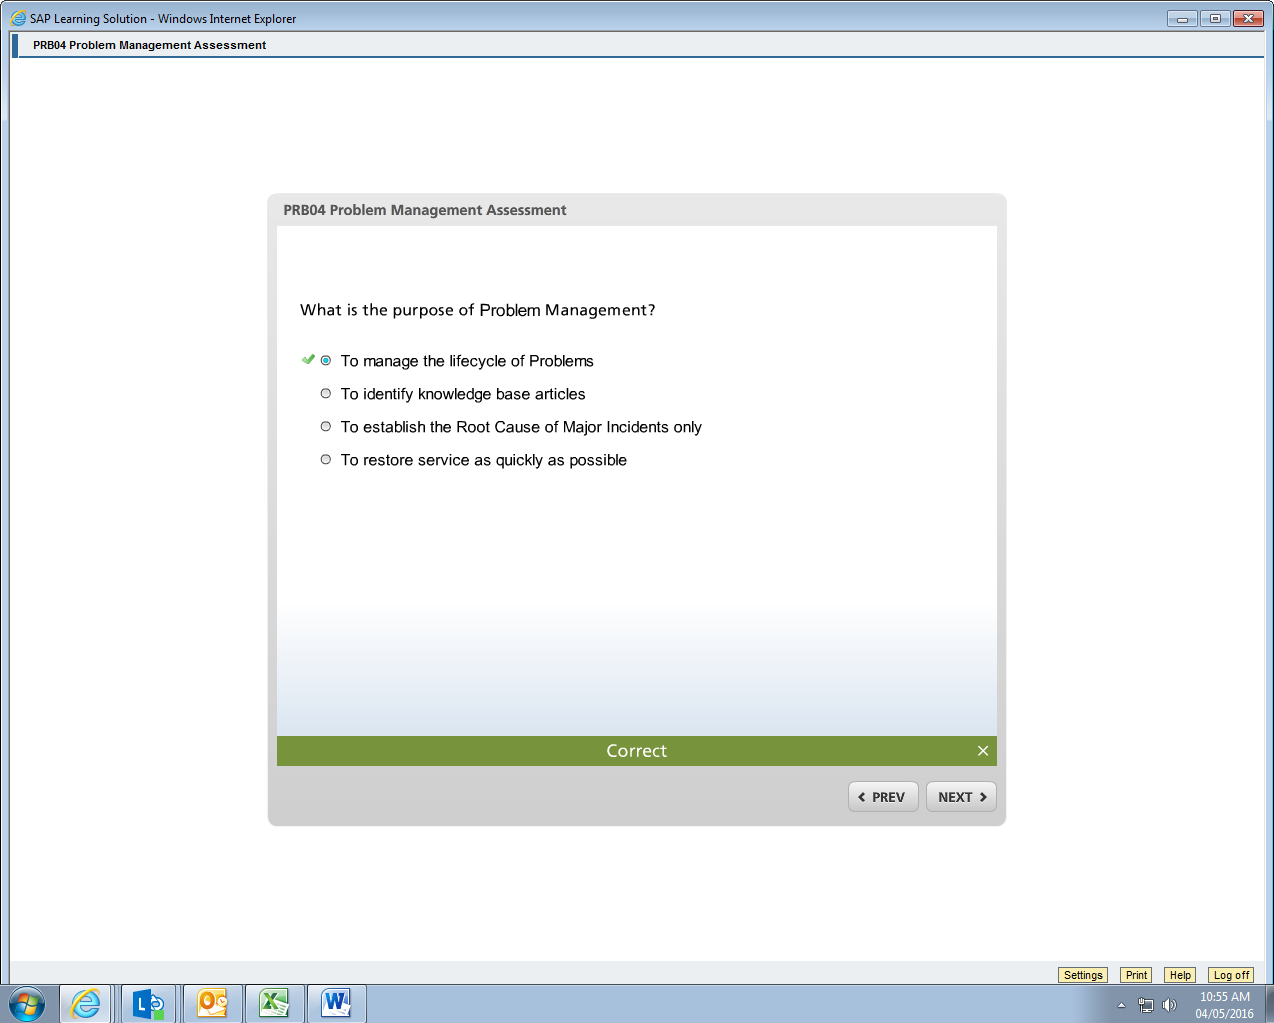 SAP Learning Solution - Windows Internet Explorer
PRB04 Problem Management Assessment
PRB04 Problem Management Assessment
What is the purpose of Problem Management?
To manage the lifecycle of Problems
To identify knowledge base articles
To establish the Root Cause of Major Incidents only
To restore service as quickly as possible
Correct
PREV
NEXT
Settings
Print
Help
Log off
10:55 AM
04/05/2016